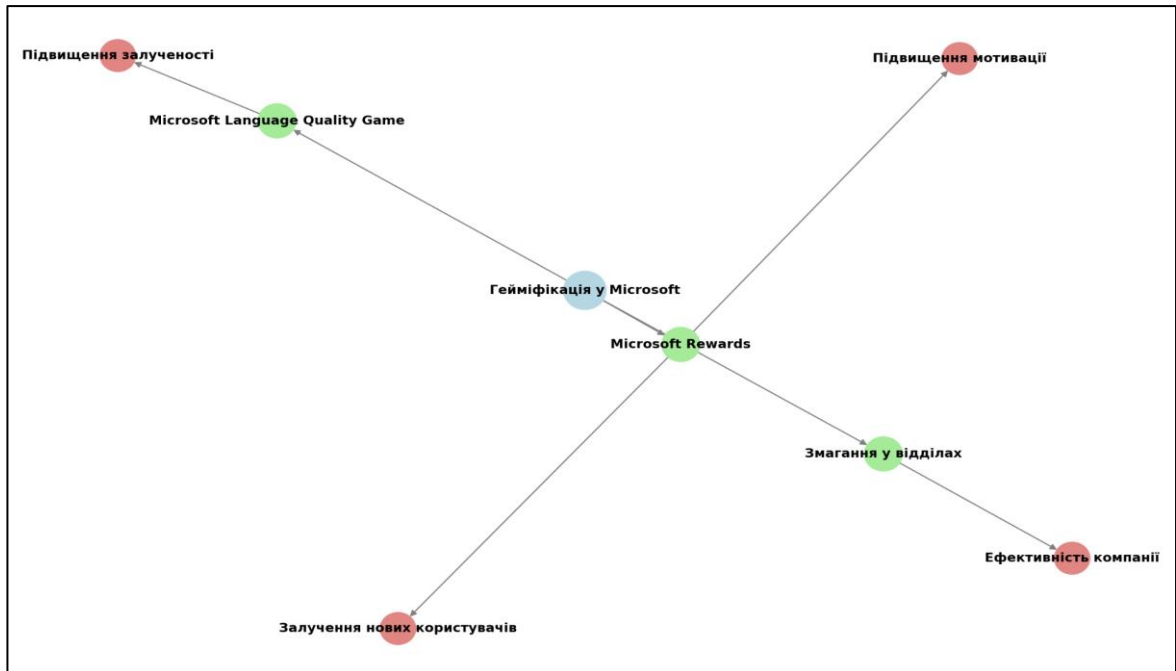 Підвищення залученості
Підвищення мотивації
Microsoft Language Quality Game
Гейміфікація у Microsoft
Microsoft Rewards
Змагання у відділах
Ефективність компанії
Залучення нових користувачів